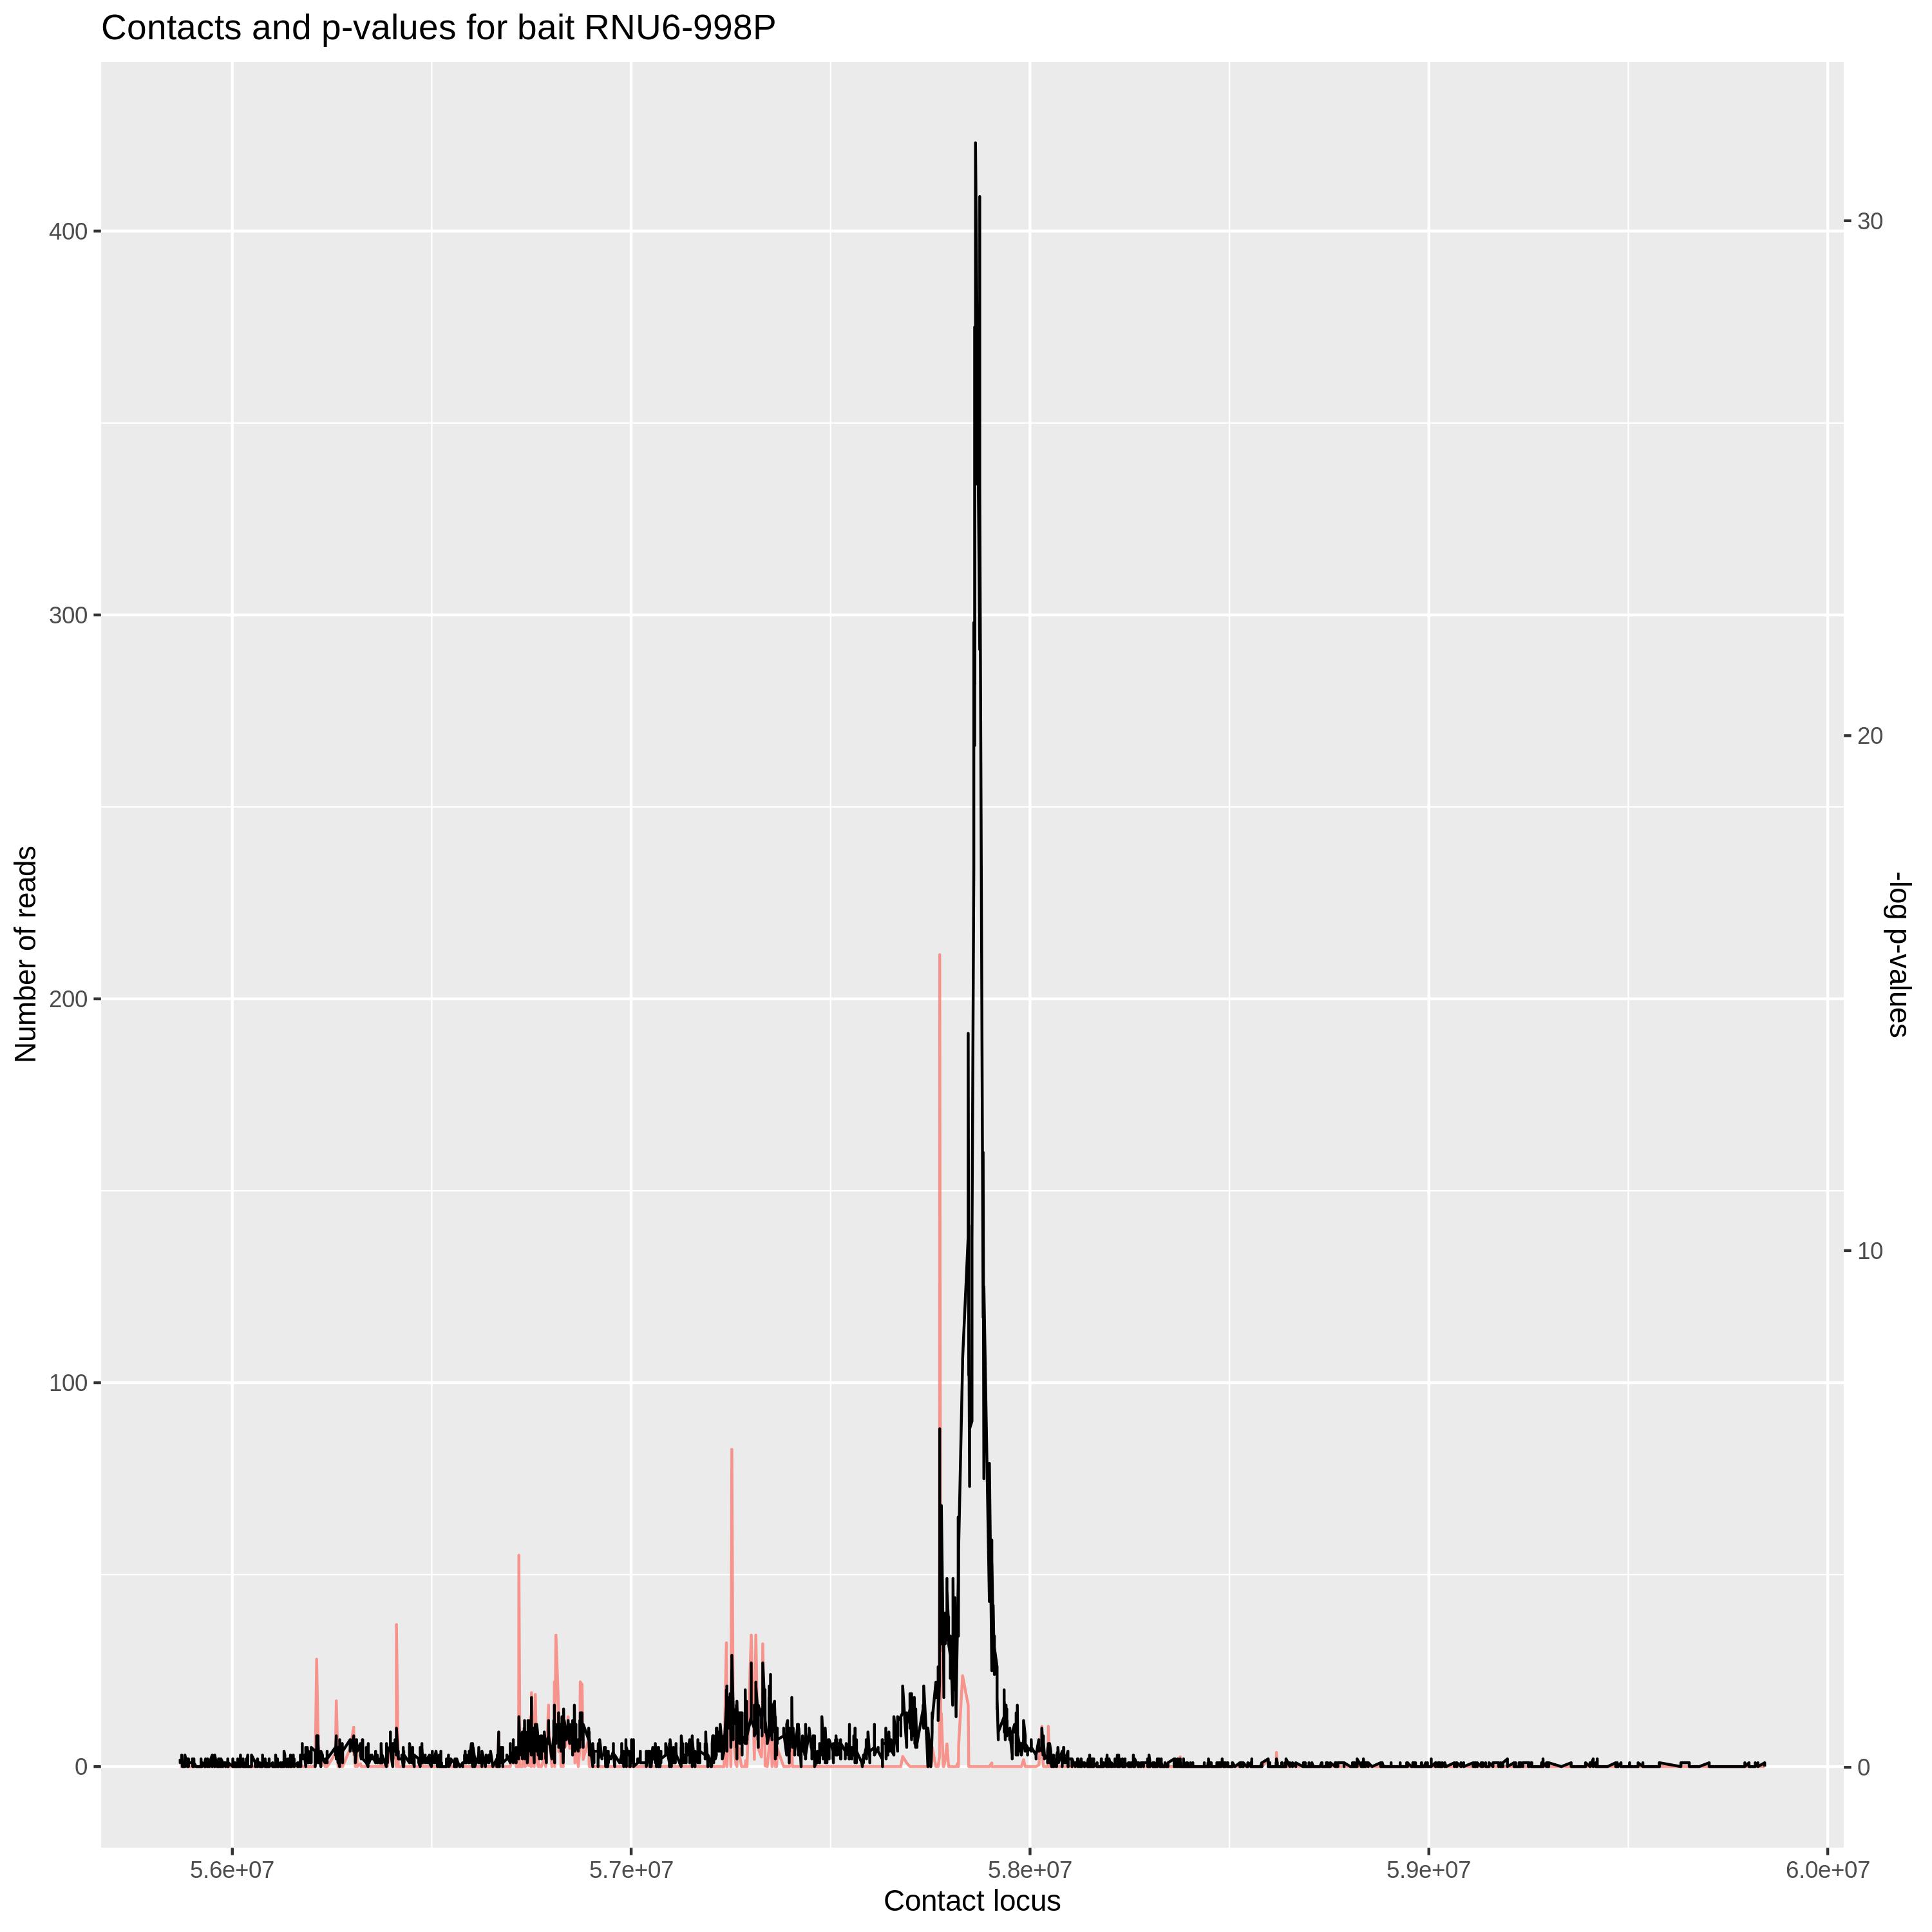 Contacts and p-values for bait RNU6-998P
400
300
200
100
0
30
20
10
0
Number of reads
-log p-values
5.6e+07
5.7e+07
5.8e+07
5.9e+07
6.0e+07
Contact locus